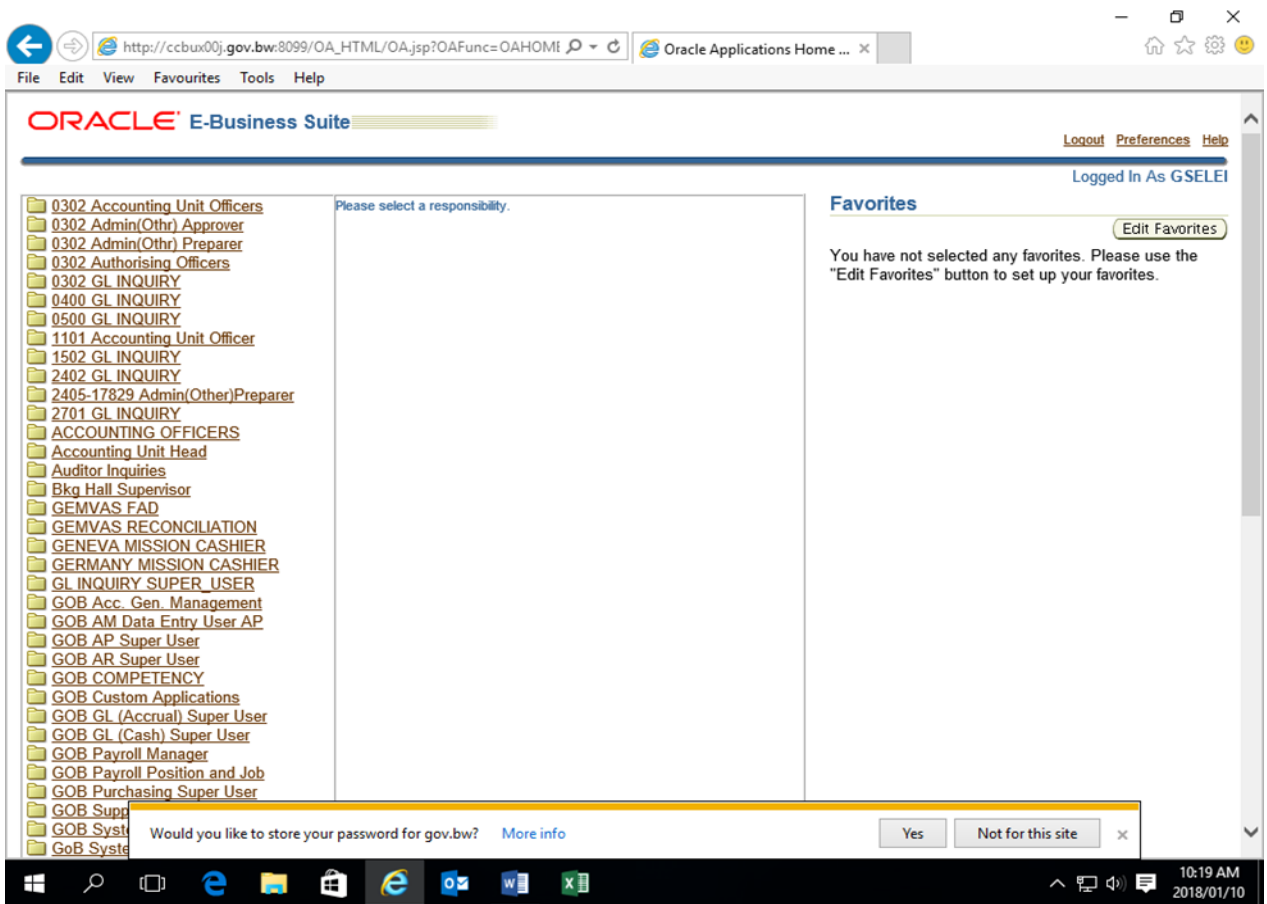 http://ccbux00j.gov.bw:8099/OA_HTML/OA.jsp?OAFunc=OAHOME
Oracle Applications Home ...
File Edit View Favourites Tools Help
ORACLE E-Business Suite
Logout Preferences Help
Logged In As GSELEI
0302 Accounting Unit Officers
0302 Admin(Othr) Approver
0302 Admin(Othr) Preparer
0302 Authorising Officers
0302 GL INQUIRY
0400 GL INQUIRY
0500 GL INQUIRY
1101 Accounting Unit Officer
1502 GL INQUIRY
2402 GL INQUIRY
2405-17829 Admin(Other)Preparer
2701 GL INQUIRY
ACCOUNTING OFFICERS
Accounting Unit Head
Auditor Inquiries
Bkg Hall Supervisor
GEMVAS FAD
GEMVAS RECONCILIATION
GENEVA MISSION CASHIER
GERMANY MISSION CASHIER
GL INQUIRY SUPER_USER
GOB Acc. Gen. Management
GOB AM Data Entry User AP
GOB AP Super User
GOB AR Super User
GOB COMPETENCY
GOB Custom Applications
GOB GL (Accrual) Super User
GOB GL (Cash) Super User
GOB Payroll Manager
GOB Payroll Position and Job
GOB Purchasing Super User
GOB Supp
GOB Syste
GoB Syste
Please select a responsibility.
Favorites
Edit Favorites
You have not selected any favorites. Please use the
"Edit Favorites" button to set up your favorites.
Would you like to store your password for gov.bw? More info
Yes Not for this site
10:19 AM
2018/01/10